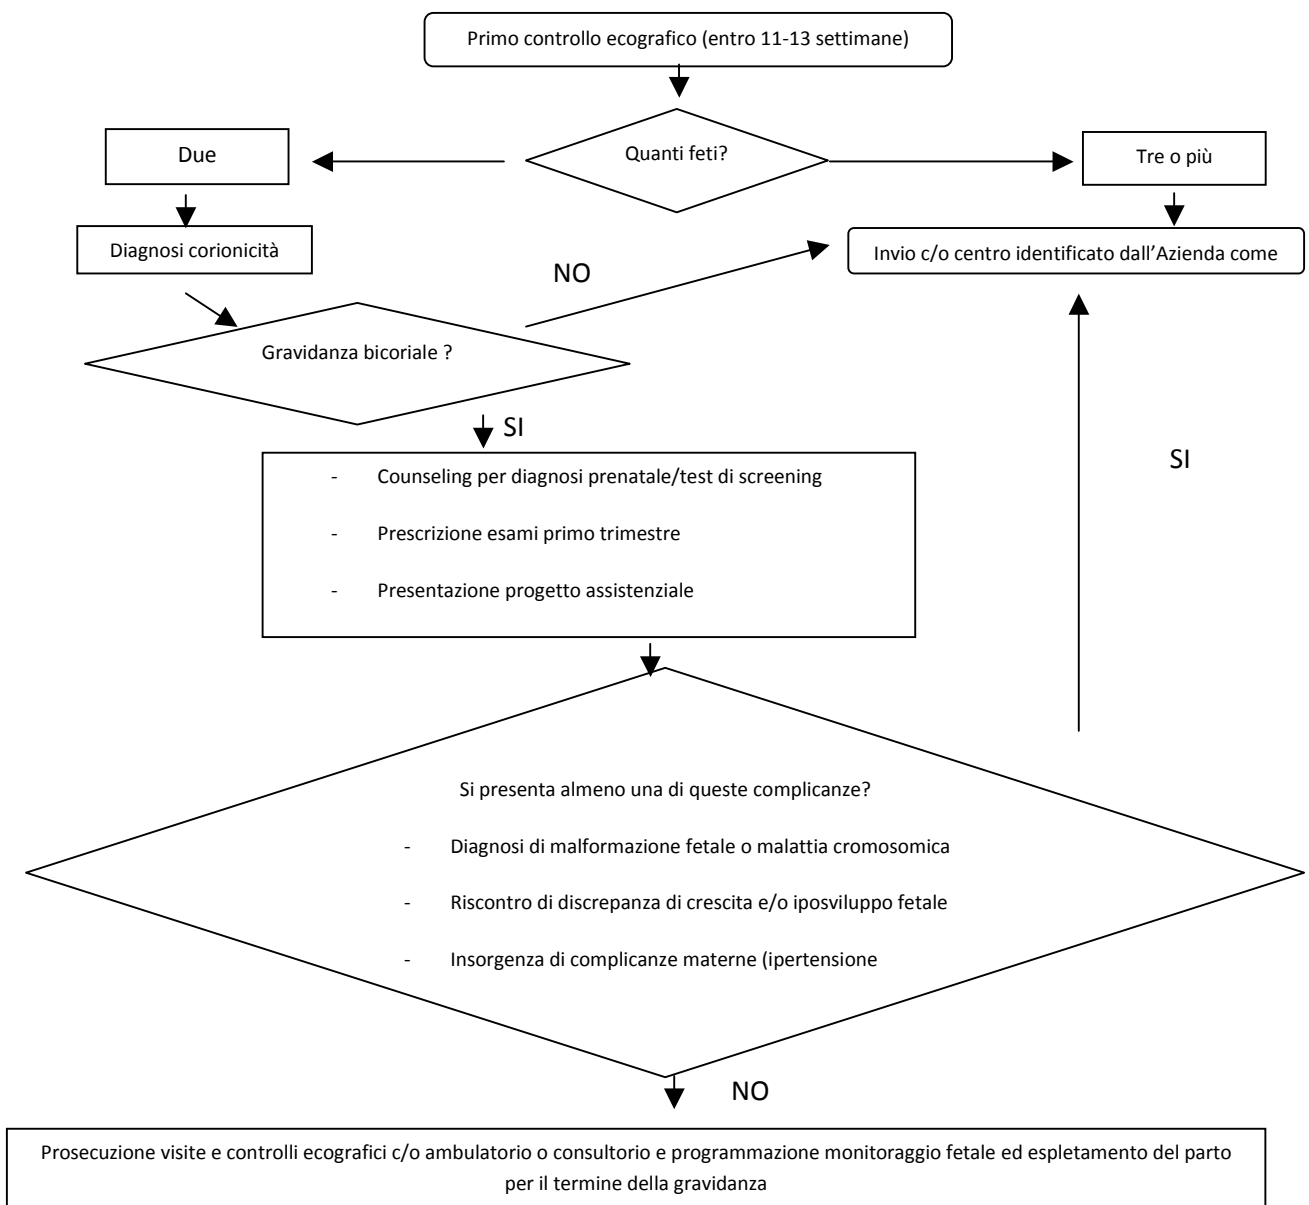 Primo controllo ecografico (entro 11-13 settimane)
Quanti feti?
Due
Tre o più
Diagnosi corionicità
Invio c/o centro identificato dall'Azienda come
NO
Gravidanza bicoriale ?
SI
- Counseling per diagnosi prenatale/test di screening
- Prescrizione esami primo trimestre
- Presentazione progetto assistenziale
SI
Si presenta almeno una di queste complicanze?
- Diagnosi di malformazione fetale o malattia cromosomica
- Riscontro di discrepanza di crescita e/o iposviluppo fetale
- Insorgenza di complicanze materne (ipertensione
NO
Prosecuzione visite e controlli ecografici c/o ambulatorio o consultorio e programmazione monitoraggio fetale ed espletamento del parto
per il termine della gravidanza